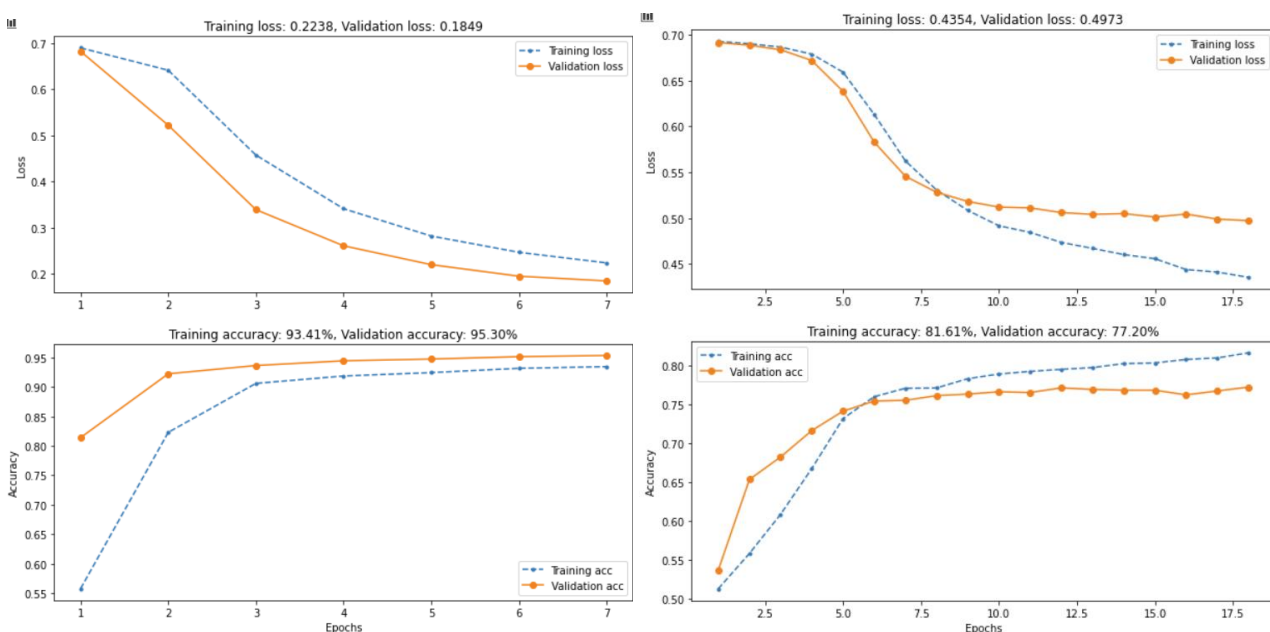 Training loss: 0.2238, Validation loss: 0.1849
Training loss
Validation loss
Loss
0.7
0.6
0.5
0.4
0.3
0.2
1 2 3 4 5 6 7
Training accuracy: 93.41%, Validation accuracy: 95.30%
Accuracy
0.95
0.90
0.85
0.80
0.75
0.70
0.65
0.60
0.55
Training acc
Validation acc
1 2 3 4 5 6 7
Epochs
Training loss: 0.4354, Validation loss: 0.4973
Training loss
Validation loss
Loss
0.70
0.65
0.60
0.55
0.50
0.45
2.5 5.0 7.5 10.0 12.5 15.0 17.5
Training accuracy: 81.61%, Validation accuracy: 77.20%
Training acc
Validation acc
Accuracy
0.80
0.75
0.70
0.65
0.60
0.55
0.50
2.5 5.0 7.5 10.0 12.5 15.0 17.5
Epochs